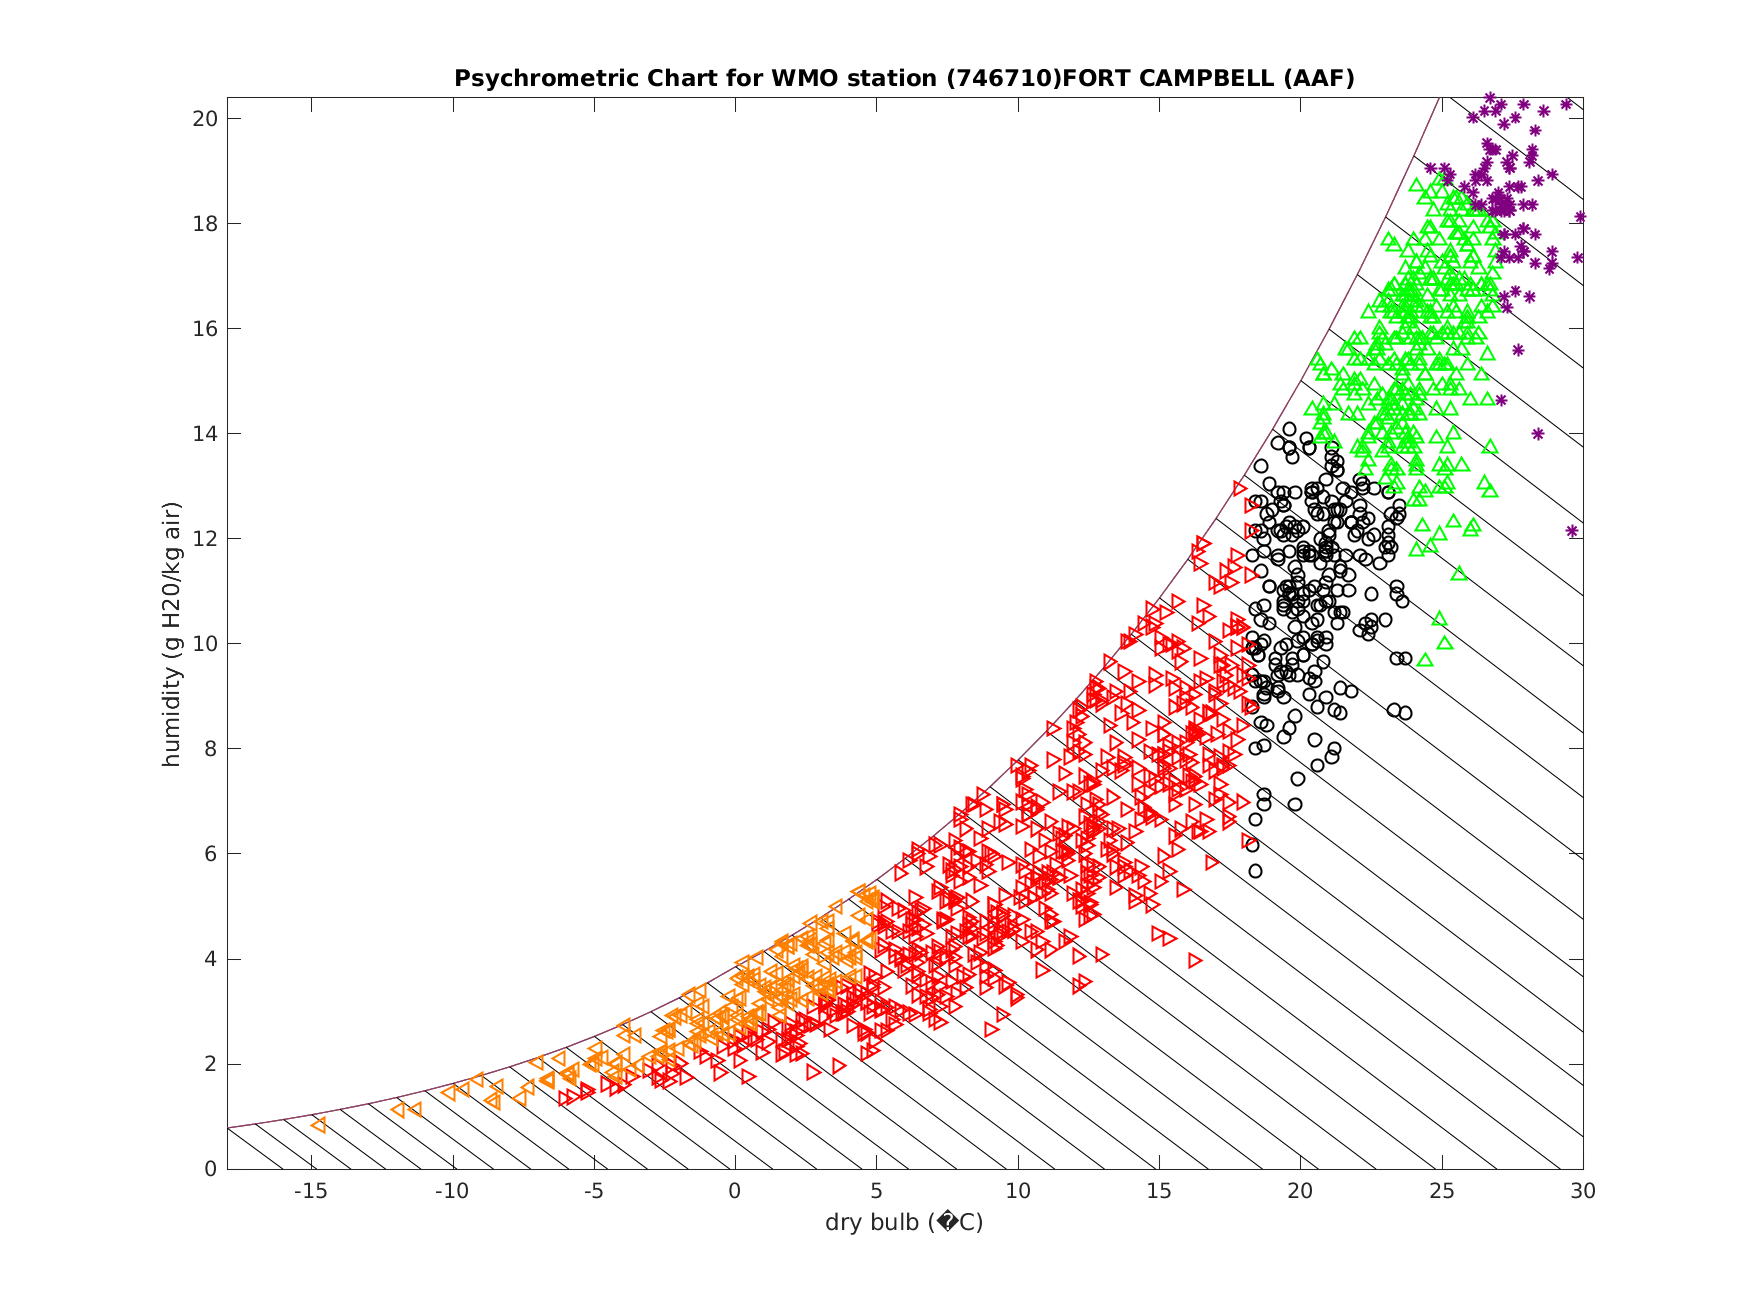 Psychrometric Chart for WMO station (746710)FORT CAMPBELL (AAF)
20
18
16
14
12
10
8
6
4
2
0
humidity (g H20/kg air)
-15 -10 -5 0 5 10 15 20 25 30
dry bulb (�C)